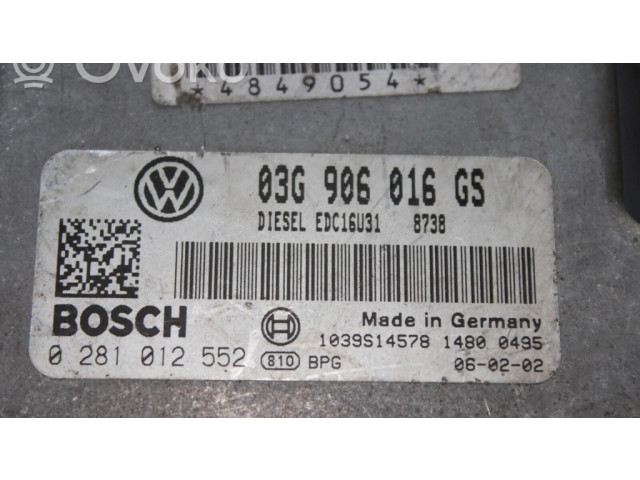 Ovoko
*4849054*
VW
03G 906 016 GS
DIESEL EDC16U31 8738
BOSCH
Made in Germany
1039S14578 1480 0495
0 281 012 552 810 BPG 06-02-02